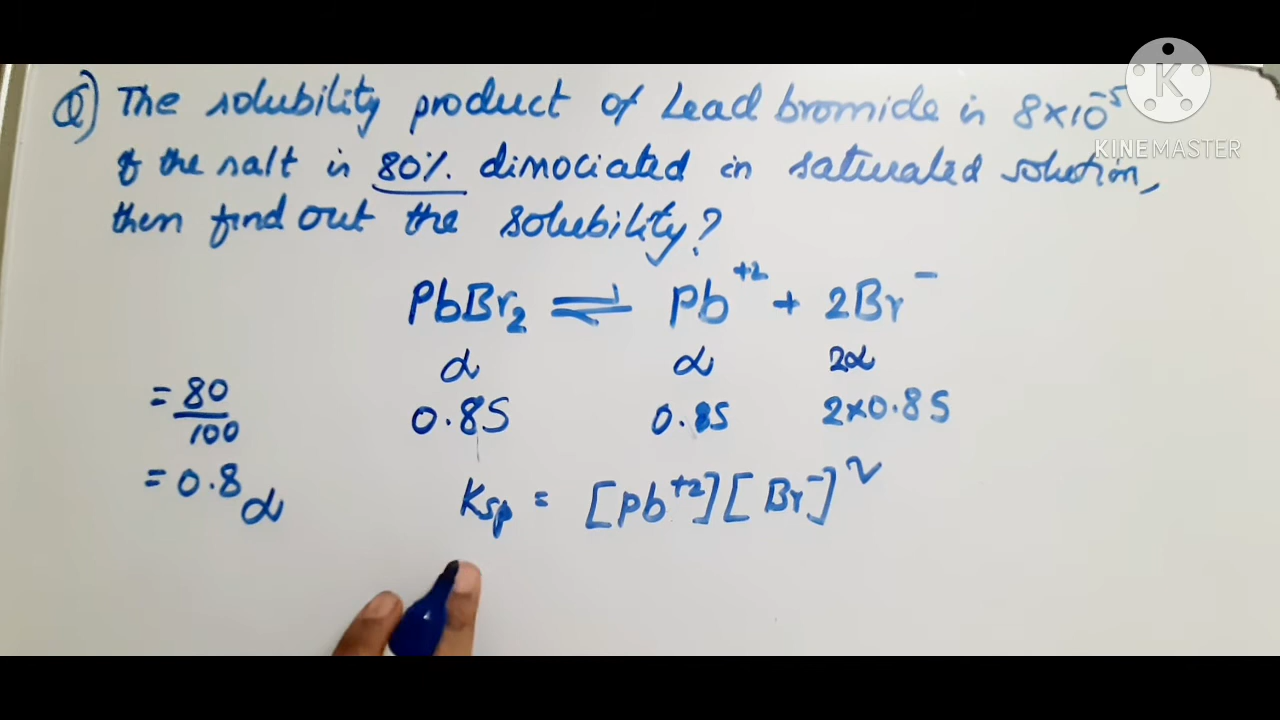 Q) The solubility product of Lead bromide is 8×10⁻⁵
If the salt is 80% dissociated in saturated solution,
then find out the solubility?
PbBr₂ ⇌ Pb⁺² + 2Br⁻
α α 2α
= 80/100
0.8S 0.8S 2×0.8S
= 0.8 α
Ksp = [Pb⁺²][Br⁻]²
K
KINEMASTER